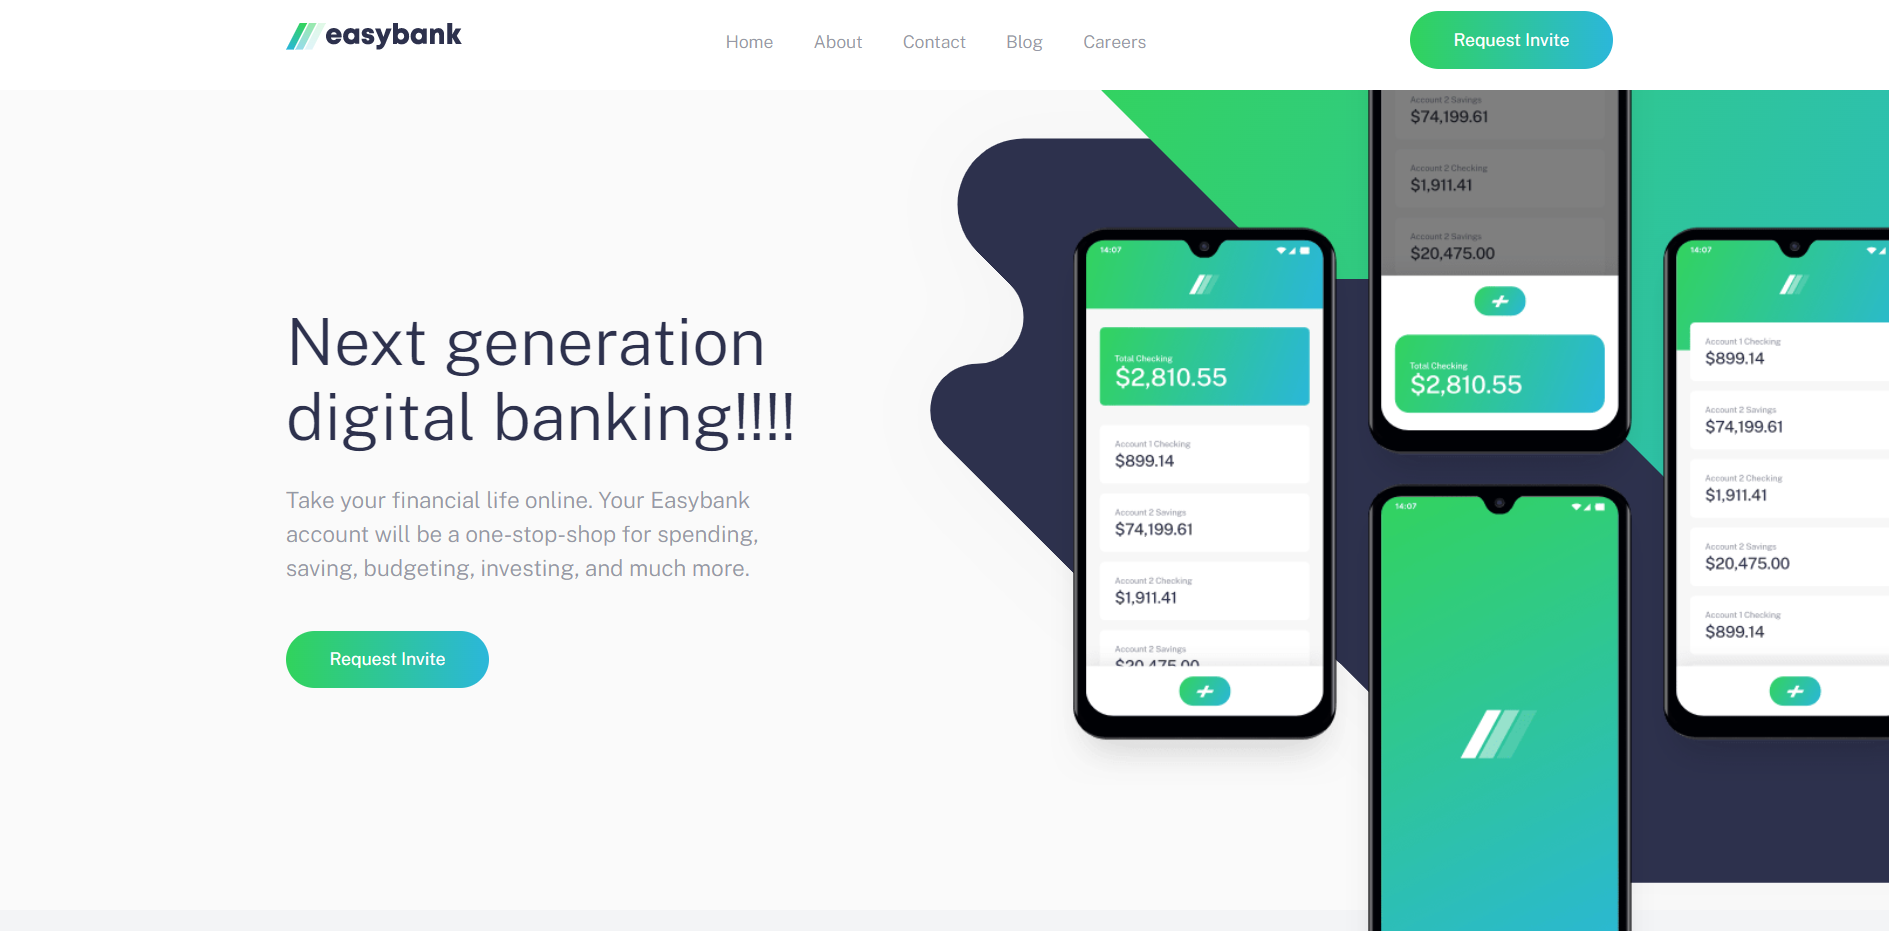 easybank
Home
About
Contact
Blog
Careers
Request Invite
Next generation
digital banking!!!!
Take your financial life online. Your Easybank
account will be a one-stop-shop for spending,
saving, budgeting, investing, and much more.
Request Invite
14:07
Total Checking
$2,810.55
Account 1 Checking
$899.14
Account 2 Savings
$74,199.61
Account 2 Checking
$1,911.41
Account 2 Savings
$20,475.00
Account 2 Savings
$74,199.61
Account 2 Checking
$1,911.41
Account 2 Savings
$20,475.00
Total Checking
$2,810.55
14:07
14:07
Account 1 Checking
$899.14
Account 2 Savings
$74,199.61
Account 2 Checking
$1,911.41
Account 2 Savings
$20,475.00
Account 1 Checking
$899.14